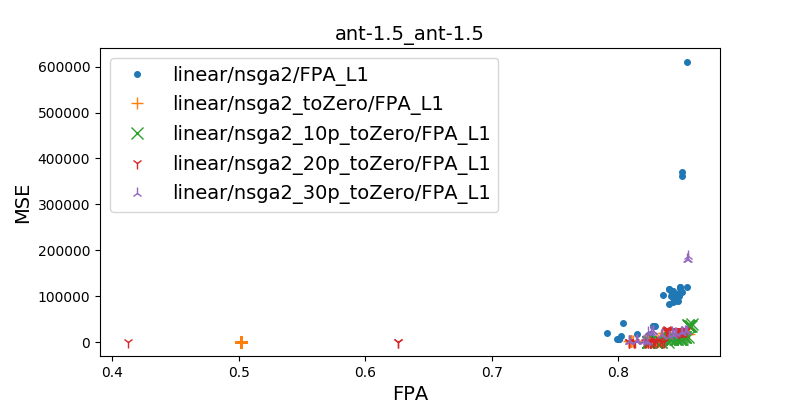 ant-1.5_ant-1.5
600000
500000
400000
300000
200000
100000
0
MSE
linear/nsga2/FPA_L1
linear/nsga2_toZero/FPA_L1
linear/nsga2_10p_toZero/FPA_L1
linear/nsga2_20p_toZero/FPA_L1
linear/nsga2_30p_toZero/FPA_L1
0.4 0.5 0.6 0.7 0.8
FPA